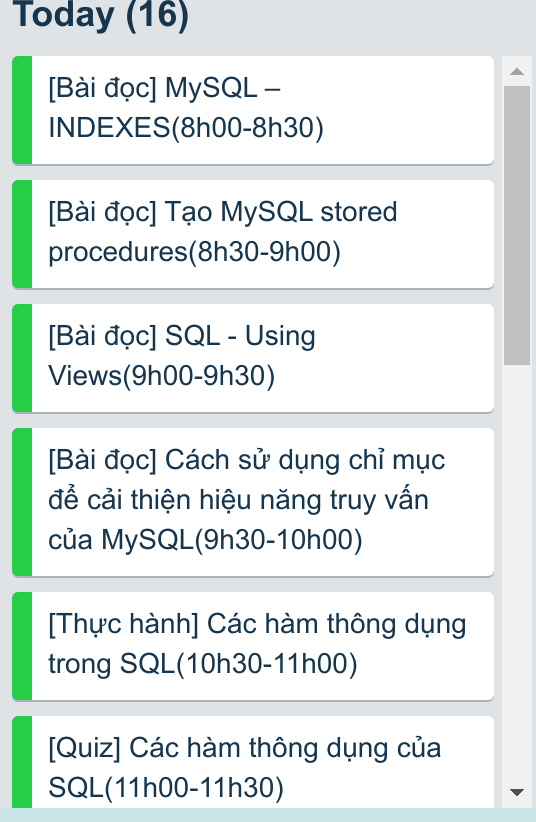 Today (16)
[Bài đọc] MySQL –
INDEXES(8h00-8h30)
[Bài đọc] Tạo MySQL stored
procedures(8h30-9h00)
[Bài đọc] SQL - Using
Views(9h00-9h30)
[Bài đọc] Cách sử dụng chỉ mục
để cải thiện hiệu năng truy vấn
của MySQL(9h30-10h00)
[Thực hành] Các hàm thông dụng
trong SQL(10h30-11h00)
[Quiz] Các hàm thông dụng của
SQL(11h00-11h30)